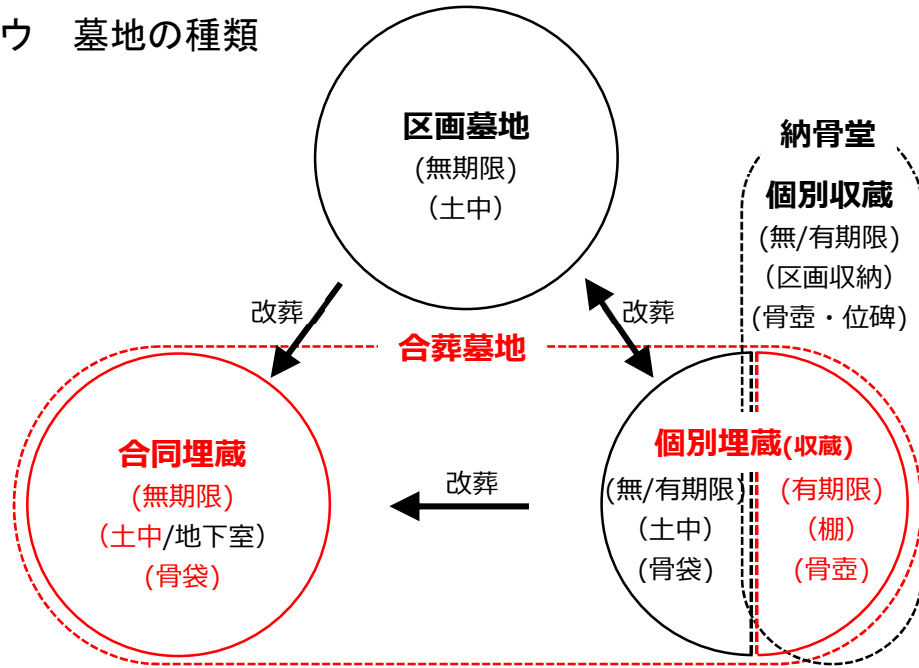 ウ　墓地の種類
区画墓地
(無期限)
（土中）
納骨堂
個別収蔵
(無/有期限)
（区画収納）
(骨壺・位碑)
改葬
改葬
合葬墓地
合同埋蔵
(無期限)
（土中/地下室）
(骨袋)
改葬
個別埋蔵(収蔵)
(無/有期限)
（土中）
(骨袋)
(有期限)
（棚）
(骨壺)